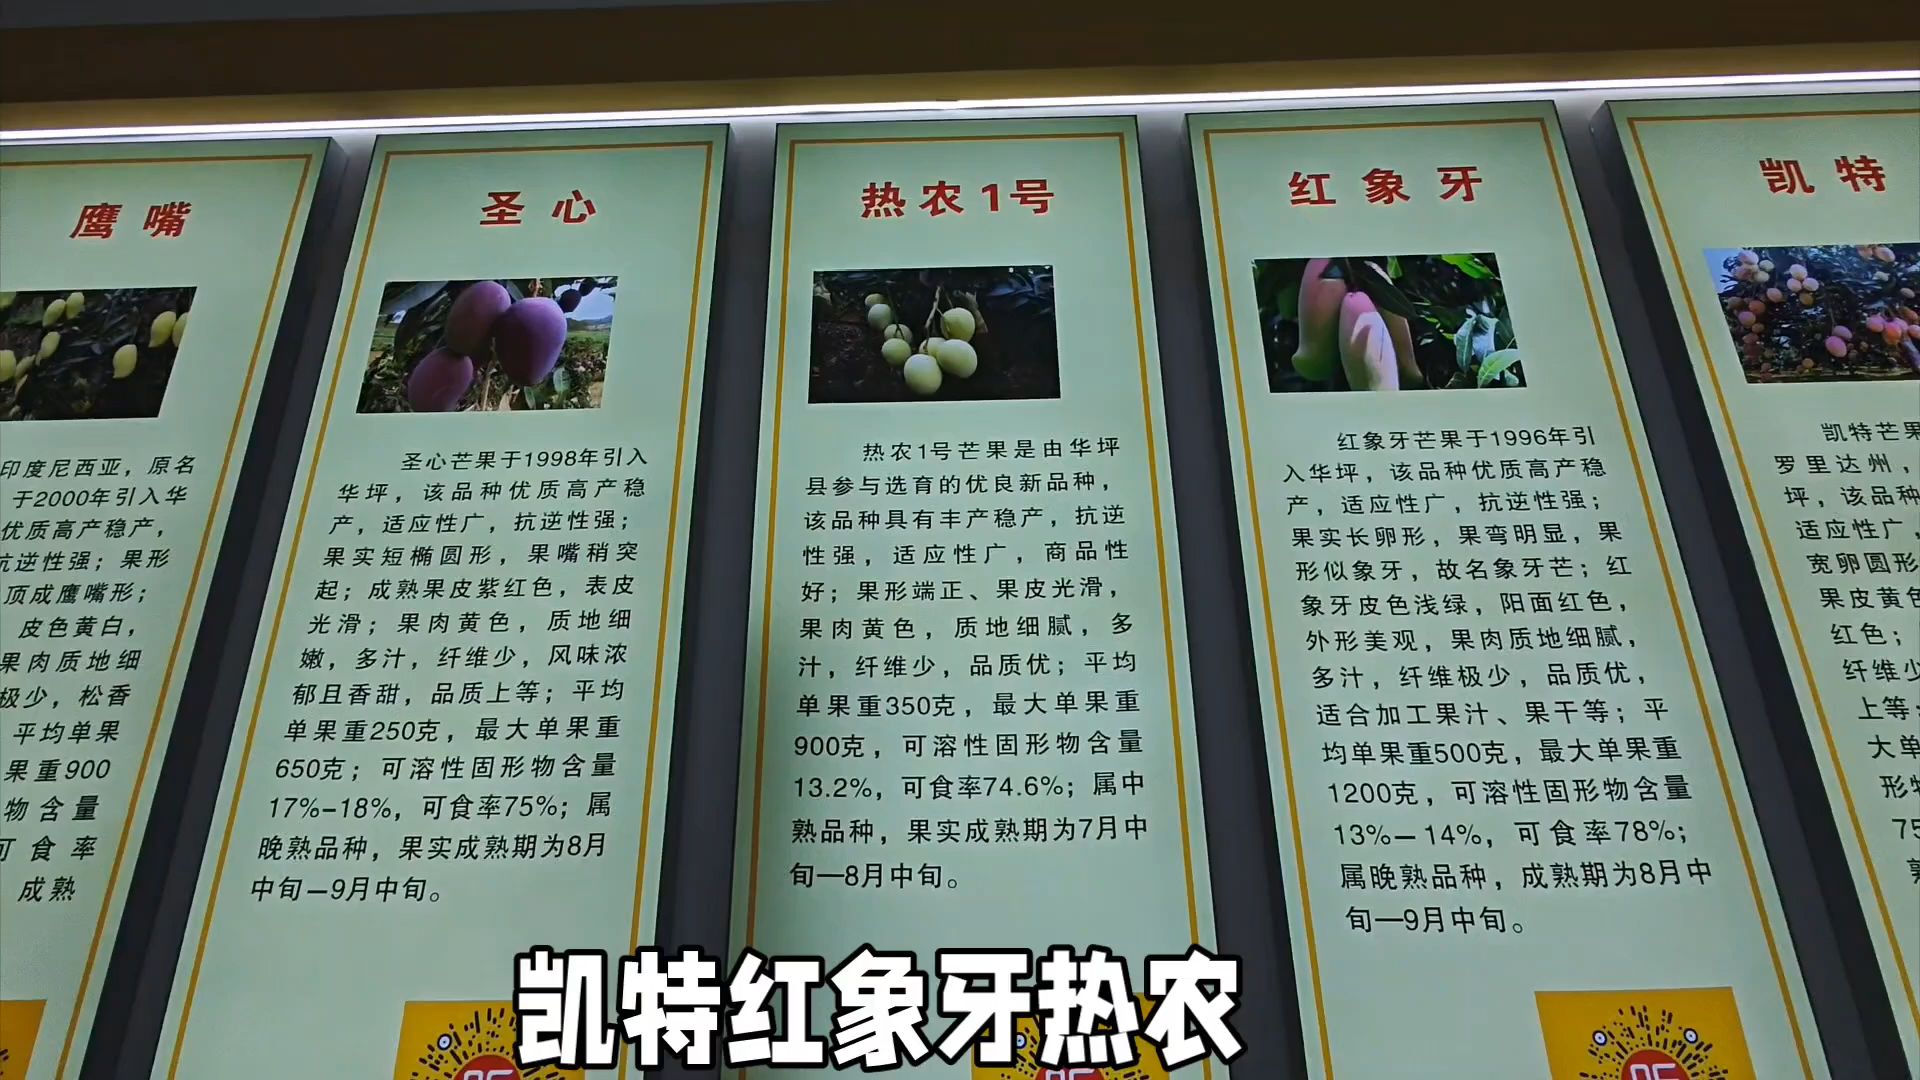 鹰嘴
印度尼西亚，原名
于2000年引入华
优质高产稳产，
抗逆性强；果形
顶成鹰嘴形；
皮色黄白，
果肉质地细
极少，松香
平均单果
果重900
物含量
可食率
成熟
圣心
圣心芒果于1998年引入
华坪，该品种优质高产稳
产，适应性广，抗逆性强；
果实短椭圆形，果嘴稍突
起；成熟果皮紫红色，表皮
光滑；果肉黄色，质地细
嫩，多汁，纤维少，风味浓
郁且香甜，品质上等；平均
单果重250克，最大单果重
650克；可溶性固形物含量
17%-18%，可食率75%；属
晚熟品种，果实成熟期为8月
中旬—9月中旬。
热农1号
热农1号芒果是由华坪
县参与选育的优良新品种，
该品种具有丰产稳产，抗逆
性强，适应性广，商品性
好；果形端正、果皮光滑，
果肉黄色，质地细腻，多
汁，纤维少，品质优；平均
单果重350克，最大单果重
900克，可溶性固形物含量
13.2%，可食率74.6%；属中
熟品种，果实成熟期为7月中
旬—8月中旬。
红象牙
红象牙芒果于1996年引
入华坪，该品种优质高产稳
产，适应性广，抗逆性强；
果实长卵形，果弯明显，果
形似象牙，故名象牙芒；红
象牙皮色浅绿，阳面红色，
外形美观，果肉质地细腻，
多汁，纤维极少，品质优，
适合加工果汁、果干等；平
均单果重500克，最大单果重
1200克，可溶性固形物含量
13%—14%，可食率78%；
属晚熟品种，成熟期为8月中
旬—9月中旬。
凯特
凯特芒果
罗里达州，
坪，该品种
适应性广，
宽卵圆形
果皮黄色
红色；
纤维少
上等；
大单
形物
75
凯特红象牙热农